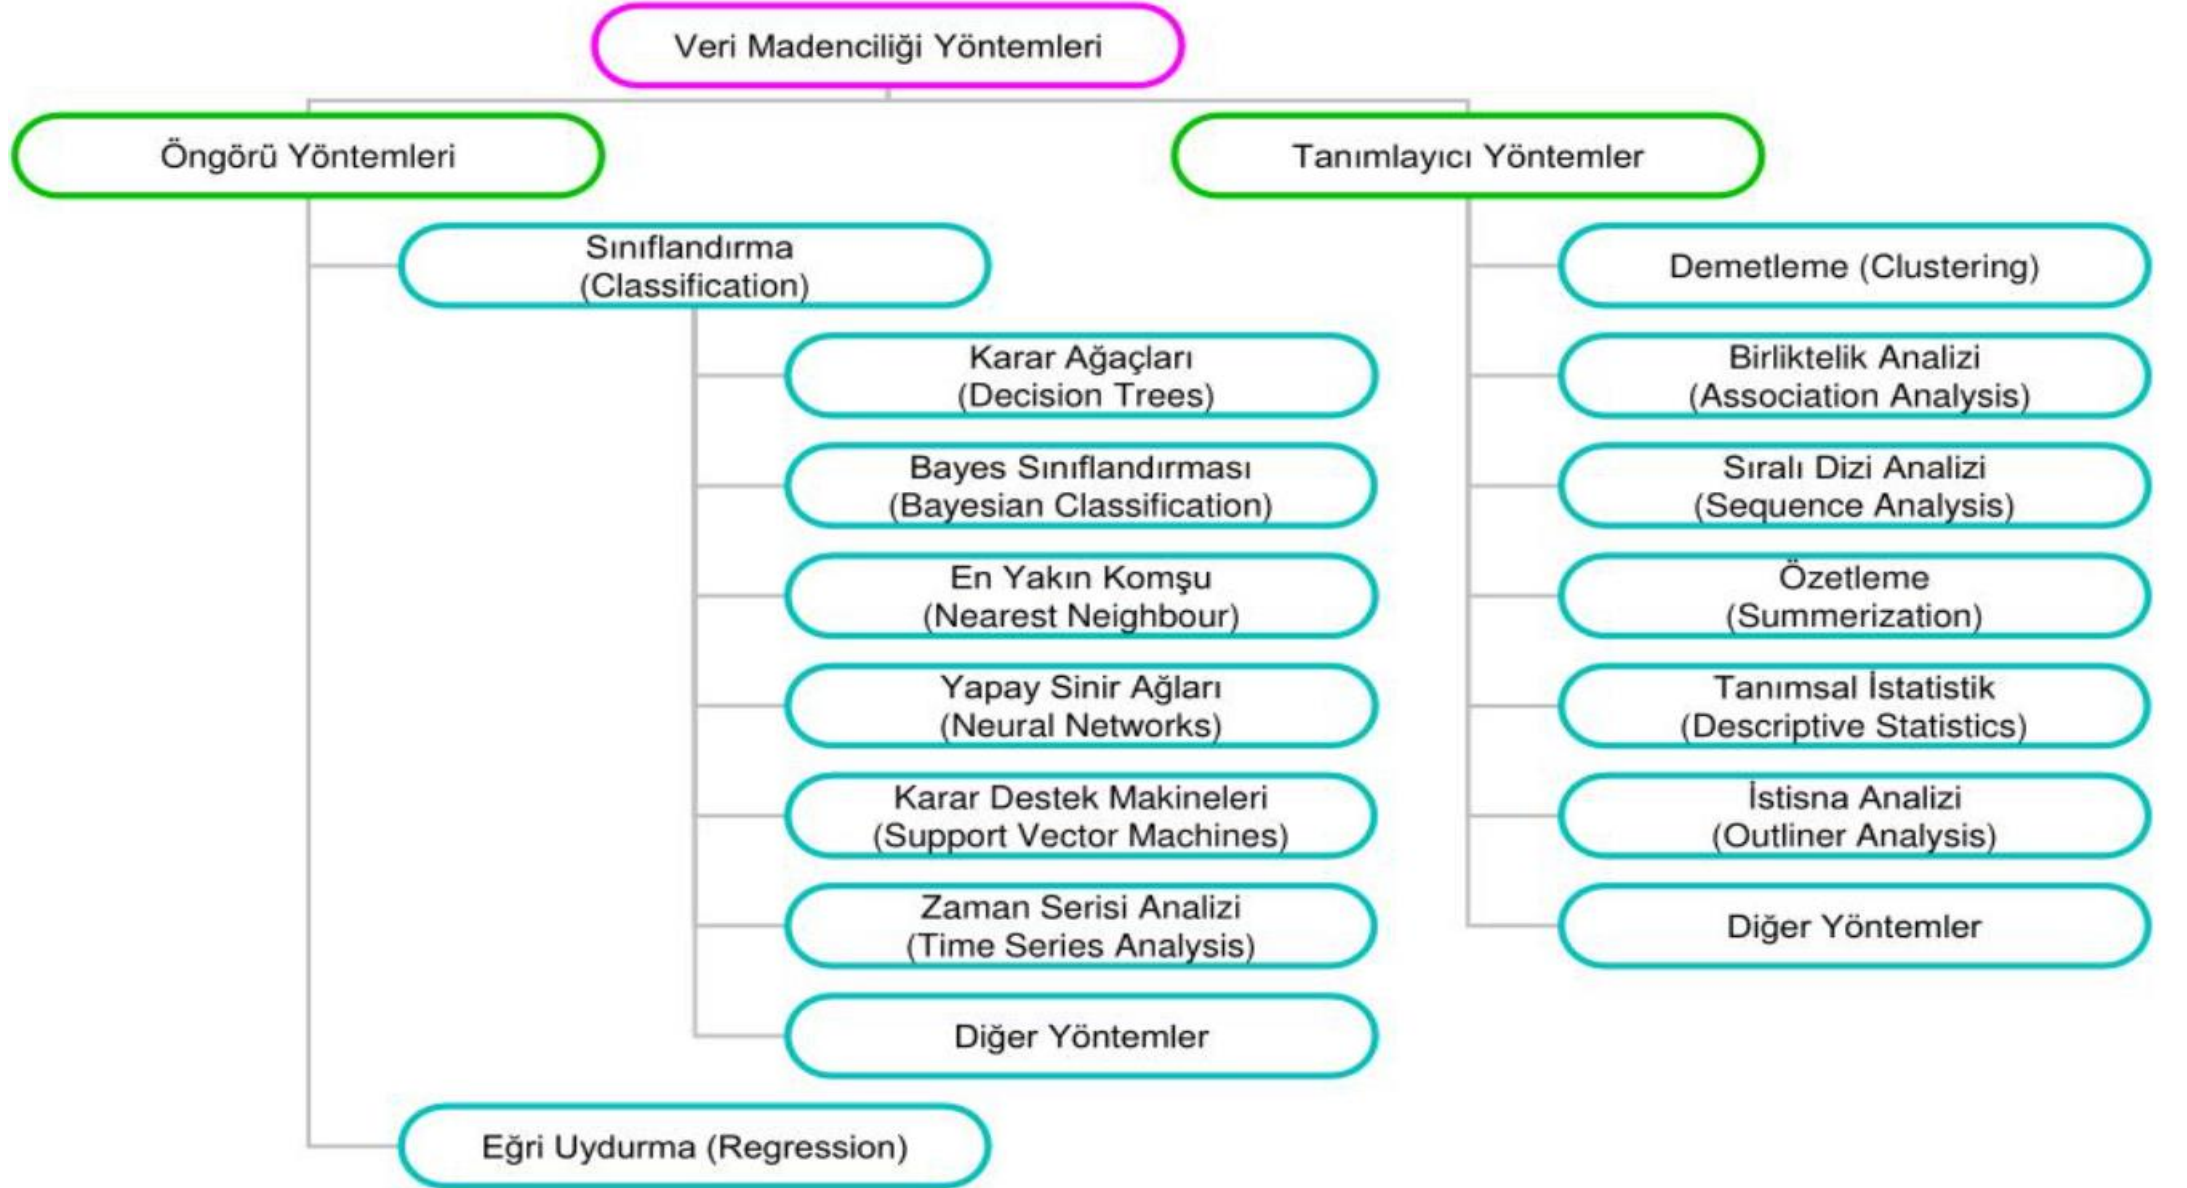 Veri Madenciliği Yöntemleri
Öngörü Yöntemleri
Sınıflandırma
(Classification)
Karar Ağaçları
(Decision Trees)
Bayes Sınıflandırması
(Bayesian Classification)
En Yakın Komşu
(Nearest Neighbour)
Yapay Sinir Ağları
(Neural Networks)
Karar Destek Makineleri
(Support Vector Machines)
Zaman Serisi Analizi
(Time Series Analysis)
Diğer Yöntemler
Eğri Uydurma (Regression)
Tanımlayıcı Yöntemler
Demetleme (Clustering)
Birliktelik Analizi
(Association Analysis)
Sıralı Dizi Analizi
(Sequence Analysis)
Özetleme
(Summerization)
Tanımsal İstatistik
(Descriptive Statistics)
İstisna Analizi
(Outliner Analysis)
Diğer Yöntemler